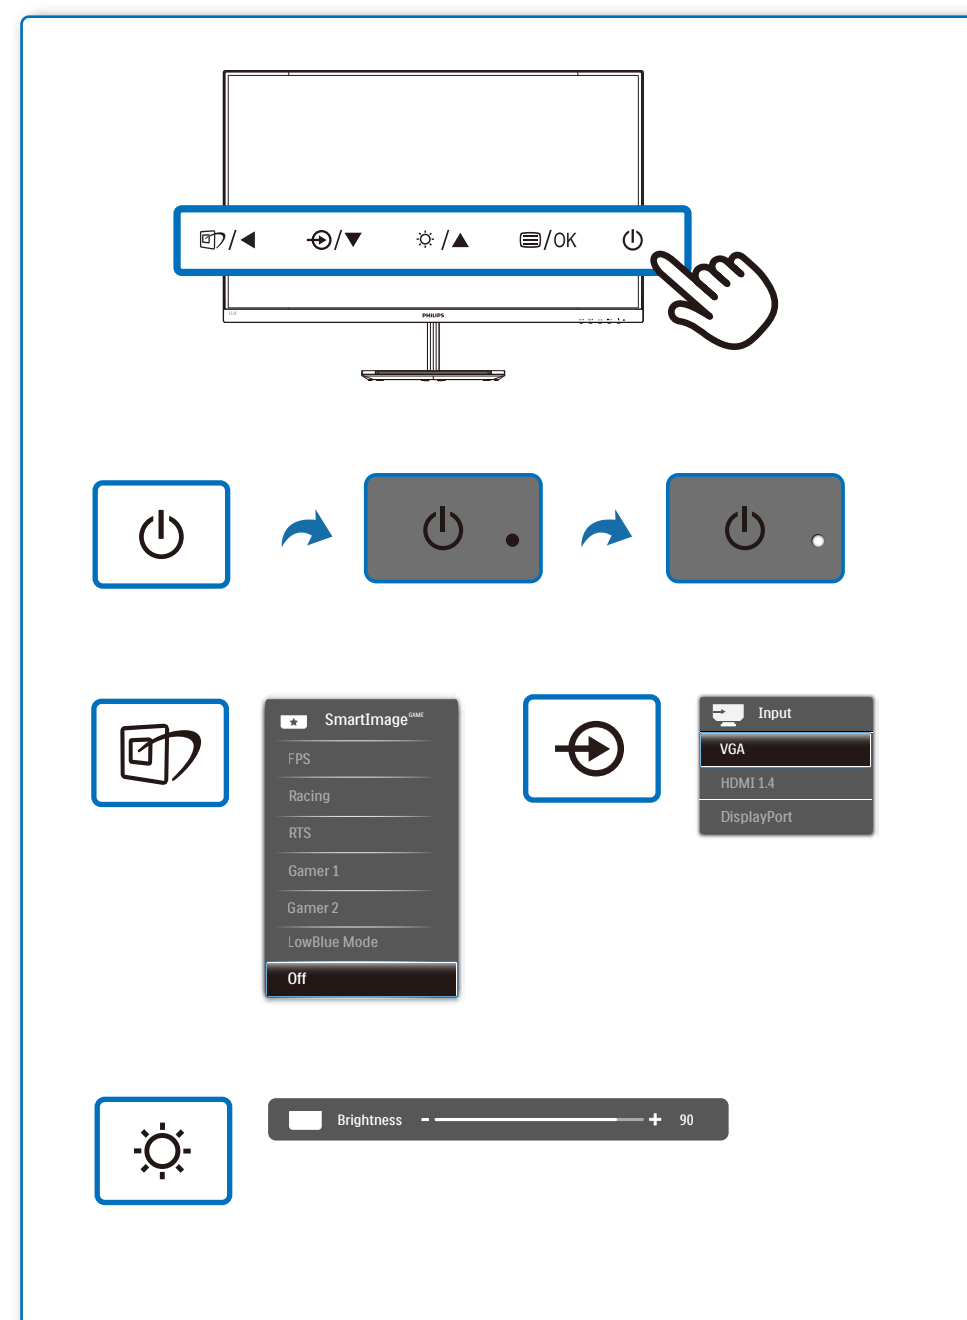 /OK
PHILIPS
SmartImage GAME
FPS
Racing
RTS
Gamer 1
Gamer 2
LowBlue Mode
Off
Input
VGA
HDMI 1.4
DisplayPort
Brightness - + 90